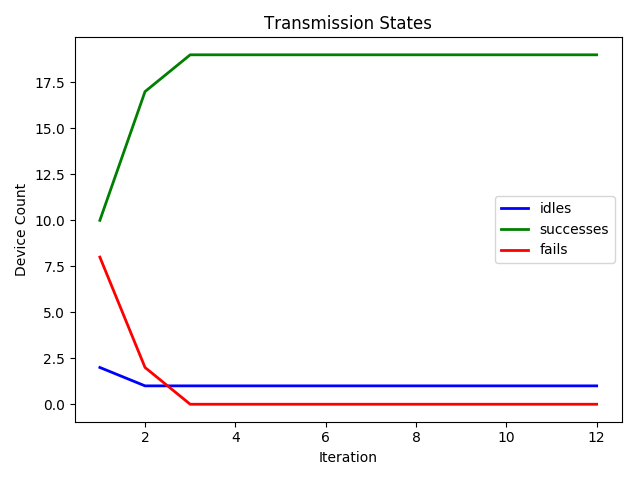 Transmission States
Device Count
17.5
15.0
12.5
10.0
7.5
5.0
2.5
0.0
idles
successes
fails
2 4 6 8 10 12
Iteration